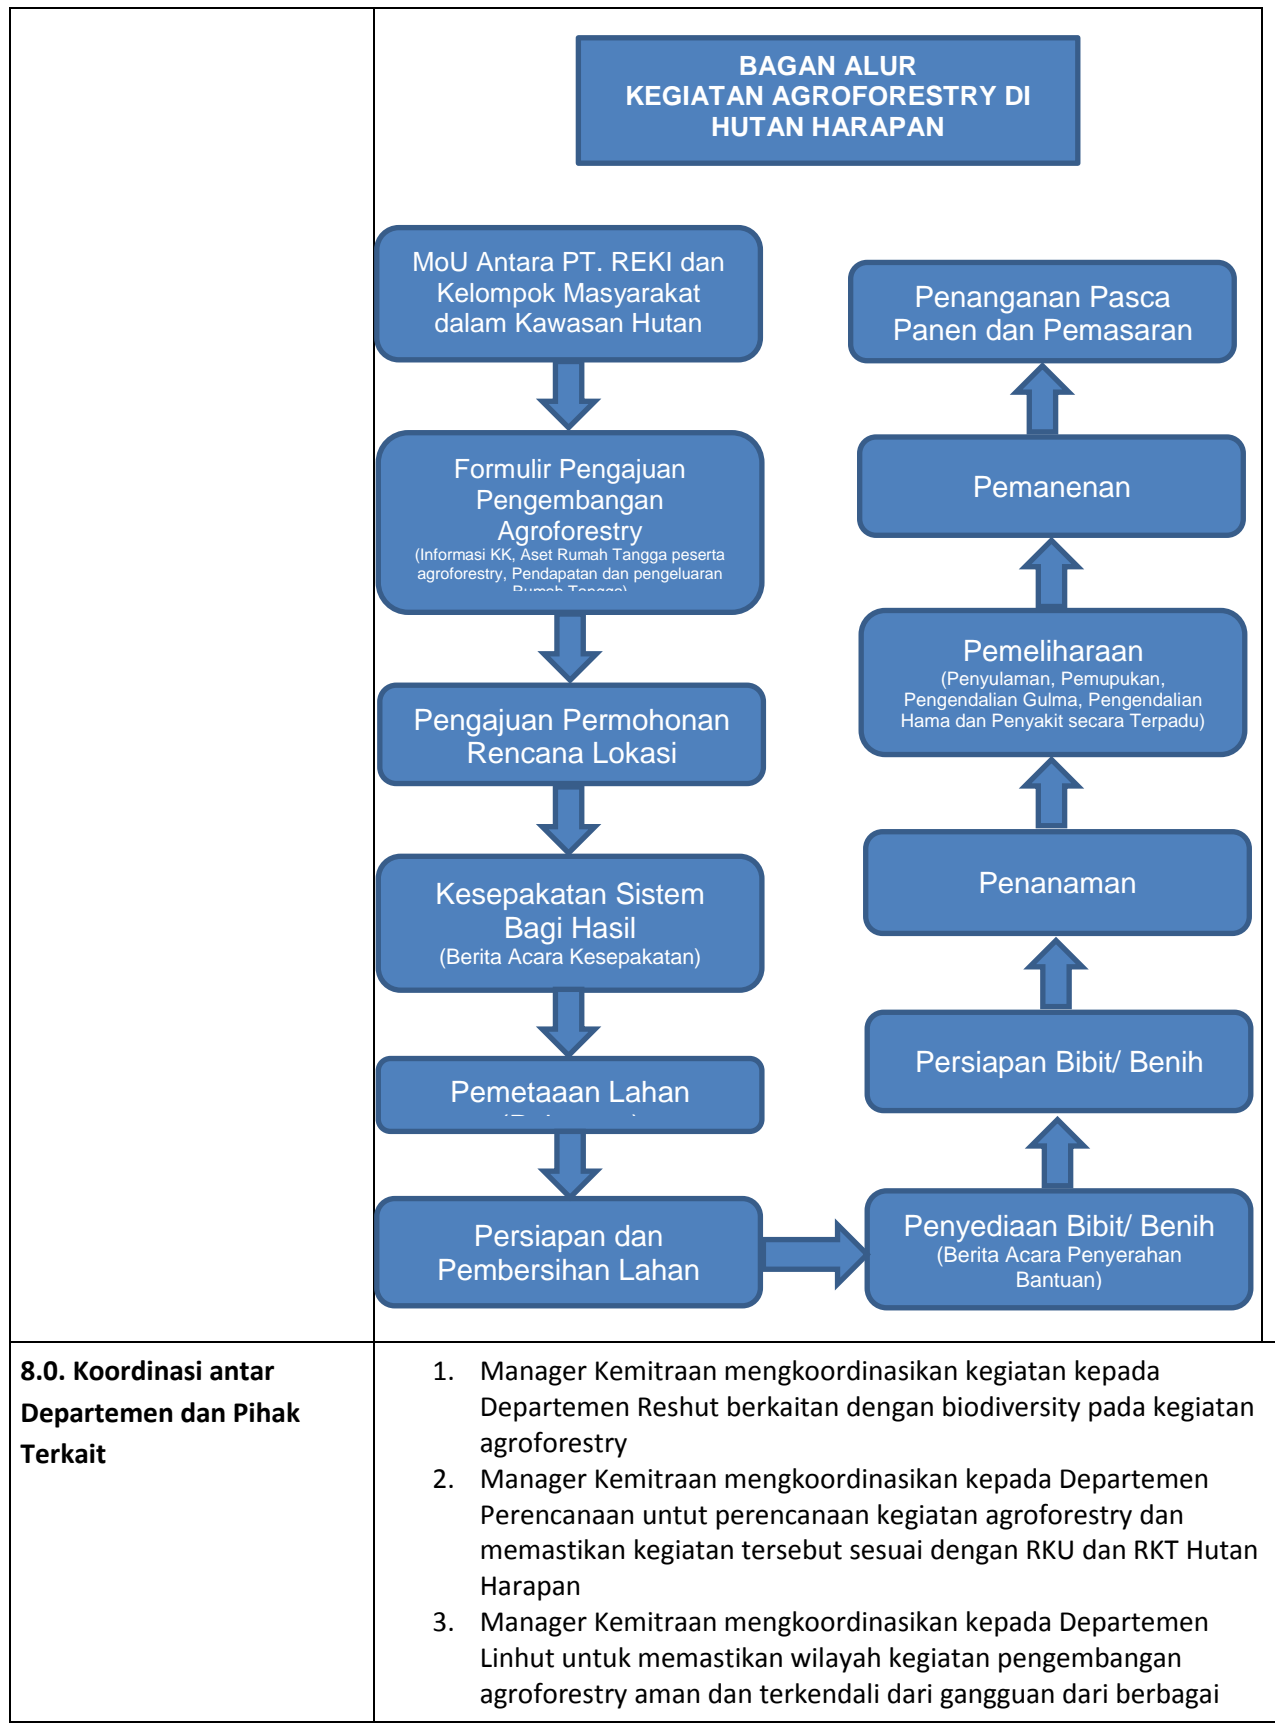 BAGAN ALUR
KEGIATAN AGROFORESTRY DI
HUTAN HARAPAN
MoU Antara PT. REKI dan
Kelompok Masyarakat
dalam Kawasan Hutan
Formulir Pengajuan
Pengembangan
Agroforestry
(Informasi KK, Aset Rumah Tangga peserta
agroforestry, Pendapatan dan pengeluaran
Rumah Tangga)
Pengajuan Permohonan
Rencana Lokasi
Kesepakatan Sistem
Bagi Hasil
(Berita Acara Kesepakatan)
Pemetaaan Lahan
Persiapan dan
Pembersihan Lahan
Penyediaan Bibit/ Benih
(Berita Acara Penyerahan
Bantuan)
Persiapan Bibit/ Benih
Penanaman
Pemeliharaan
(Penyulaman, Pemupukan,
Pengendalian Gulma, Pengendalian
Hama dan Penyakit secara Terpadu)
Pemanenan
Penanganan Pasca
Panen dan Pemasaran
8.0. Koordinasi antar
Departemen dan Pihak
Terkait
1. Manager Kemitraan mengkoordinasikan kegiatan kepada
Departemen Reshut berkaitan dengan biodiversity pada kegiatan
agroforestry
2. Manager Kemitraan mengkoordinasikan kepada Departemen
Perencanaan untut perencanaan kegiatan agroforestry dan
memastikan kegiatan tersebut sesuai dengan RKU dan RKT Hutan
Harapan
3. Manager Kemitraan mengkoordinasikan kepada Departemen
Linhut untuk memastikan wilayah kegiatan pengembangan
agroforestry aman dan terkendali dari gangguan dari berbagai